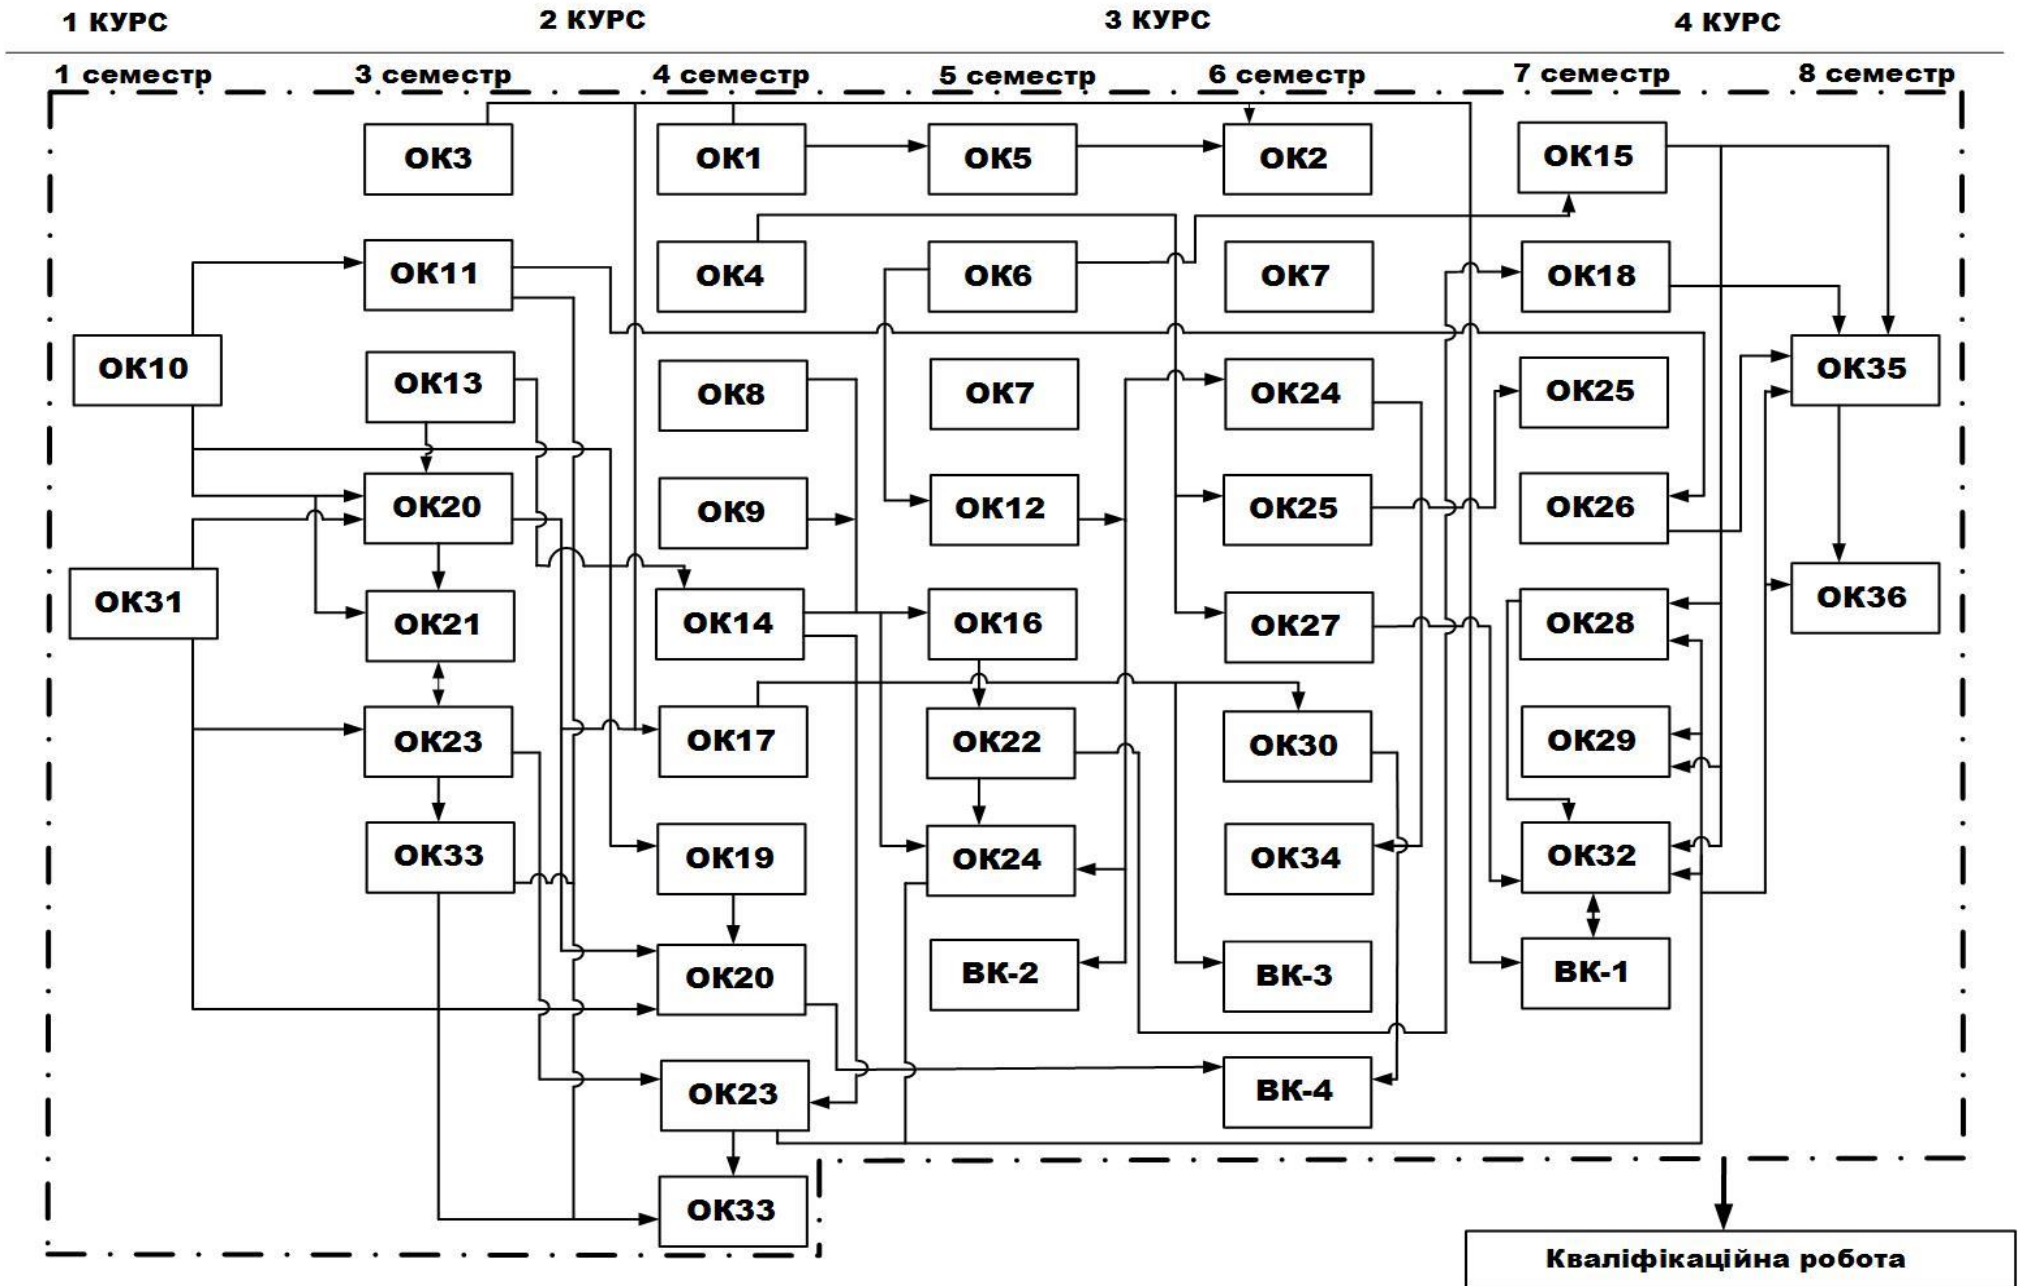 1 КУРС
2 КУРС
3 КУРС
4 КУРС
1 семестр
3 семестр
4 семестр
5 семестр
6 семестр
7 семестр
8 семестр
ОК3
ОК1
ОК5
ОК2
ОК15
ОК11
ОК4
ОК6
ОК7
ОК18
ОК10
ОК13
ОК8
ОК7
ОК24
ОК25
ОК35
ОК20
ОК9
ОК12
ОК25
ОК26
ОК31
ОК21
ОК14
ОК16
ОК27
ОК28
ОК36
ОК23
ОК17
ОК22
ОК30
ОК29
ОК33
ОК19
ОК24
ОК34
ОК32
ОК20
ВК-2
ВК-3
ВК-1
ОК23
ВК-4
ОК33
Кваліфікаційна робота